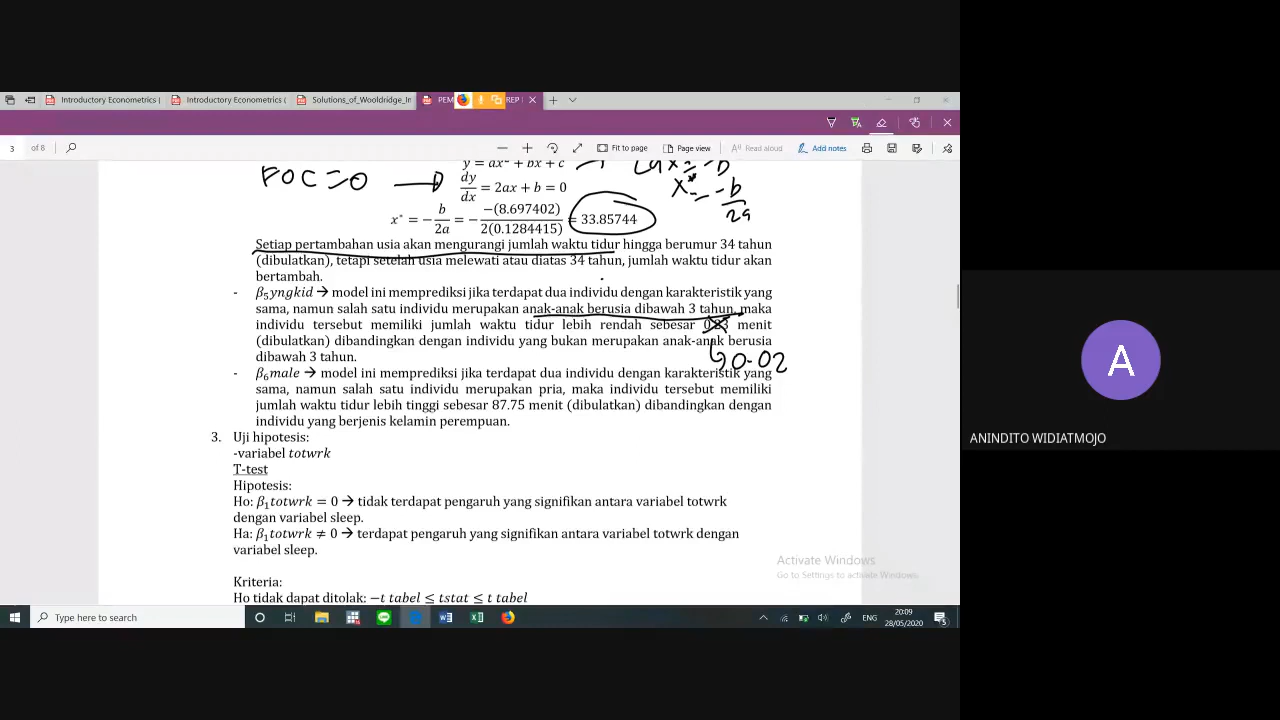 Introductory Econometrics (
Introductory Econometrics (
Solutions_of_Wooldridge_In
PEM
REP
3 of 8
Fit to page
Page view
Read aloud
Add notes
y = ax² + bx + c
FOC = 0
dy/dx = 2ax + b = 0
x* = -b/2a
x* = − b/2a = − −(8.697402)/2(0.1284415) = 33.85744
Setiap pertambahan usia akan mengurangi jumlah waktu tidur hingga berumur 34 tahun
(dibulatkan), tetapi setelah usia melewati atau diatas 34 tahun, jumlah waktu tidur akan
bertambah.
- β₅yngkid → model ini memprediksi jika terdapat dua individu dengan karakteristik yang
sama, namun salah satu individu merupakan anak-anak berusia dibawah 3 tahun, maka
individu tersebut memiliki jumlah waktu tidur lebih rendah sebesar menit
(dibulatkan) dibandingkan dengan individu yang bukan merupakan anak-anak berusia
dibawah 3 tahun.
0.02
- β₆male → model ini memprediksi jika terdapat dua individu dengan karakteristik yang
sama, namun salah satu individu merupakan pria, maka individu tersebut memiliki
jumlah waktu tidur lebih tinggi sebesar 87.75 menit (dibulatkan) dibandingkan dengan
individu yang berjenis kelamin perempuan.
3. Uji hipotesis:
-variabel totwrk
T-test
Hipotesis:
Ho: β₁totwrk = 0 → tidak terdapat pengaruh yang signifikan antara variabel totwrk
dengan variabel sleep.
Ha: β₁totwrk ≠ 0 → terdapat pengaruh yang signifikan antara variabel totwrk dengan
variabel sleep.
Kriteria:
Ho tidak dapat ditolak: −t tabel ≤ tstat ≤ t tabel
Activate Windows
Go to Settings to activate Windows.
A
ANINDITO WIDIATMOJO
Type here to search
ENG
20:09
28/05/2020